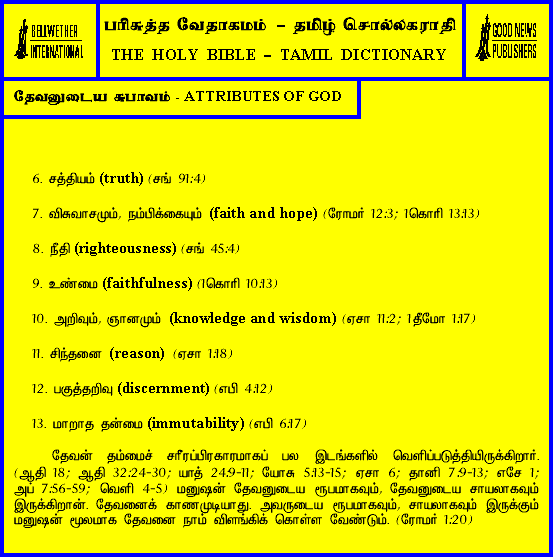 BELLWETHER
INTERNATIONAL
பரிசுத்த வேதாகமம் – தமிழ் சொல்லகராதி
THE HOLY BIBLE – TAMIL DICTIONARY
GOOD NEWS
PUBLISHERS
தேவனுடைய சுபாவம் - ATTRIBUTES OF GOD
6. சத்தியம் (truth) (சங் 91:4)
7. விசுவாசமும், நம்பிக்கையும் (faith and hope) (ரோமர் 12:3; 1கொரி 13:13)
8. நீதி (righteousness) (சங் 45:4)
9. உண்மை (faithfulness) (1கொரி 10:13)
10. அறிவும், ஞானமும் (knowledge and wisdom) (ஏசா 11:2; 1தீமோ 1:17)
11. சிந்தனை (reason) (ஏசா 1:18)
12. பகுத்தறிவு (discernment) (எபி 4:12)
13. மாறாத தன்மை (immutability) (எபி 6:17)
தேவன் தம்மைச் சரீரப்பிரகாரமாகப் பல இடங்களில் வெளிப்படுத்தியிருக்கிறார்.
(ஆதி 18; ஆதி 32:24-30; யாத் 24:9-11; யோசு 5:13-15; ஏசா 6; தானி 7:9-13; எசே 1;
அப் 7:56-59; வெளி 4-5) மனுஷன் தேவனுடைய ரூபமாகவும், தேவனுடைய சாயலாகவும்
இருக்கிறான். தேவனைக் காணமுடியாது. அவருடைய ரூபமாகவும், சாயலாகவும் இருக்கும்
மனுஷன் மூலமாக தேவனை நாம் விளங்கிக் கொள்ள வேண்டும். (ரோமர் 1:20)